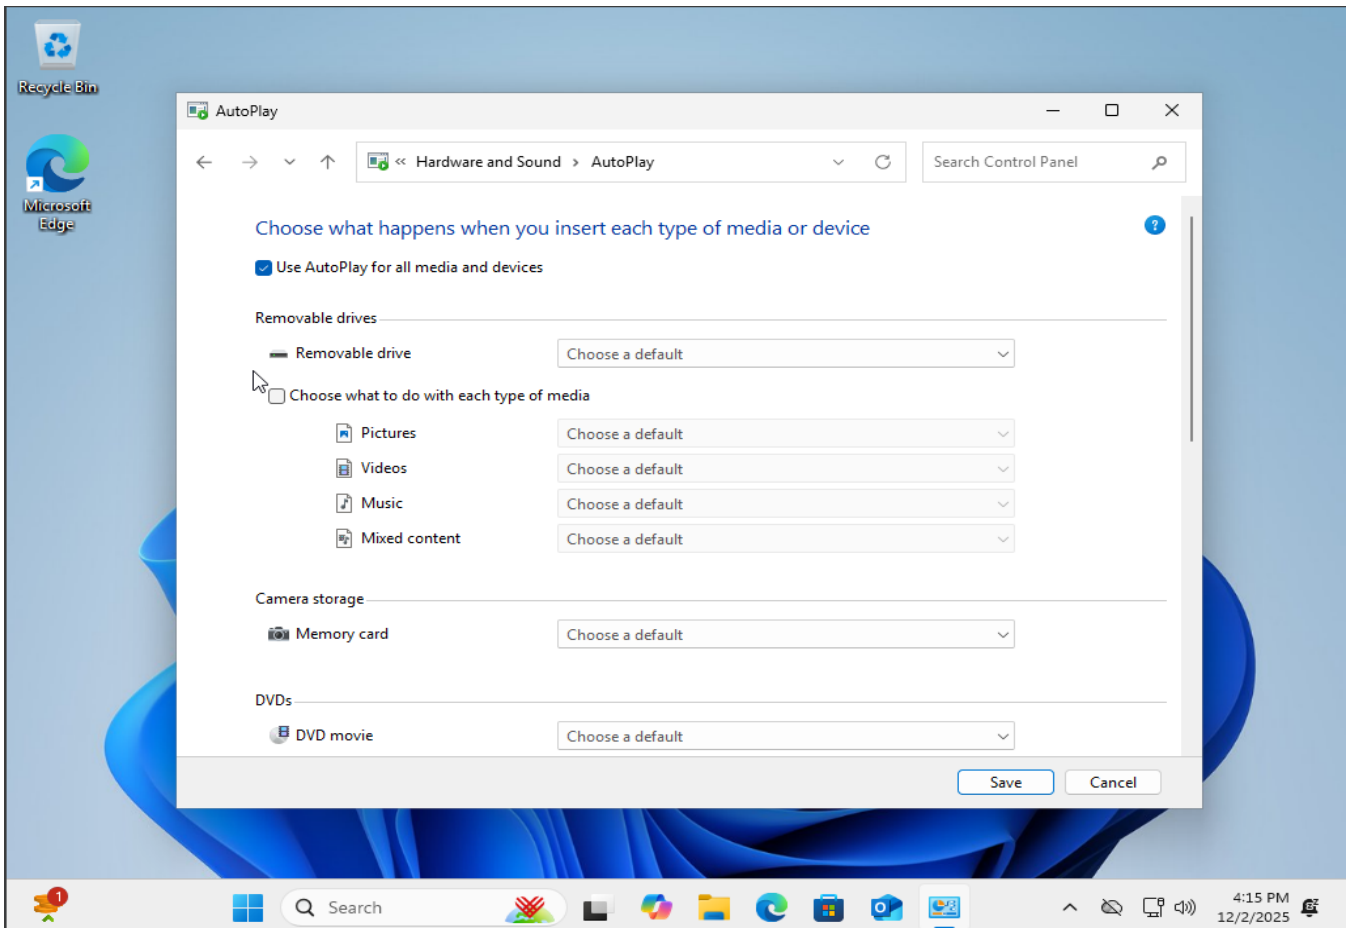 Recycle Bin
Microsoft
Edge
AutoPlay
« Hardware and Sound › AutoPlay
Search Control Panel
Choose what happens when you insert each type of media or device
?
Use AutoPlay for all media and devices
Removable drives
Removable drive Choose a default
Choose what to do with each type of media
Pictures Choose a default
Videos Choose a default
Music Choose a default
Mixed content Choose a default
Camera storage
Memory card Choose a default
DVDs
DVD movie Choose a default
Save Cancel
1
Search
4:15 PM
12/2/2025